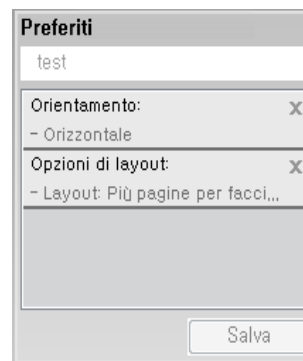 Preferiti
test
Orientamento:
x
- Orizzontale
Opzioni di layout:
x
- Layout: Più pagine per facci,,,
Salva